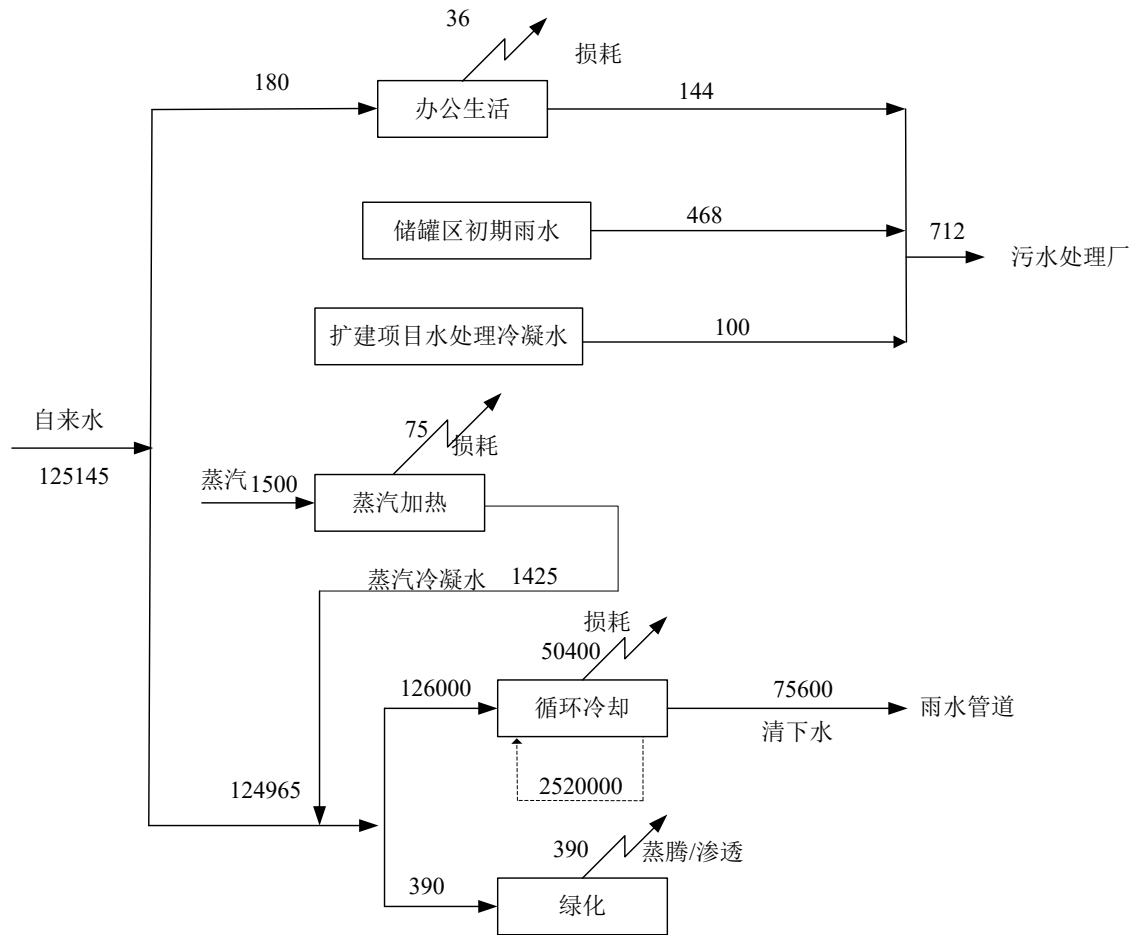 36
损耗
180
办公生活
144
储罐区初期雨水
468
712
污水处理厂
扩建项目水处理冷凝水
100
自来水
125145
75
损耗
蒸汽
1500
蒸汽加热
蒸汽冷凝水
1425
损耗
50400
126000
循环冷却
75600
清下水
雨水管道
2520000
124965
390
蒸腾/渗透
390
绿化